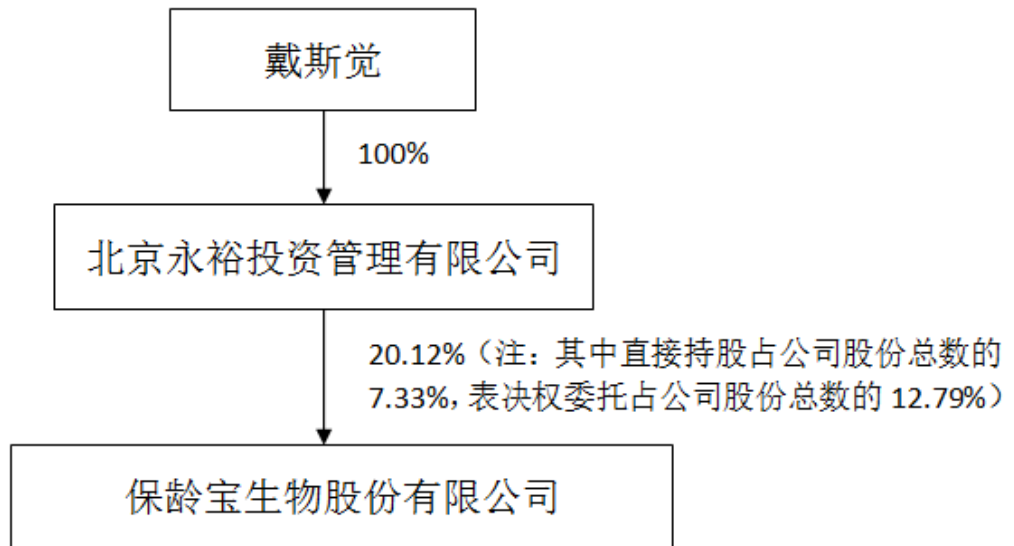 戴斯觉
100%
北京永裕投资管理有限公司
20.12%（注：其中直接持股占公司股份总数的
7.33%，表决权委托占公司股份总数的 12.79%）
保龄宝生物股份有限公司